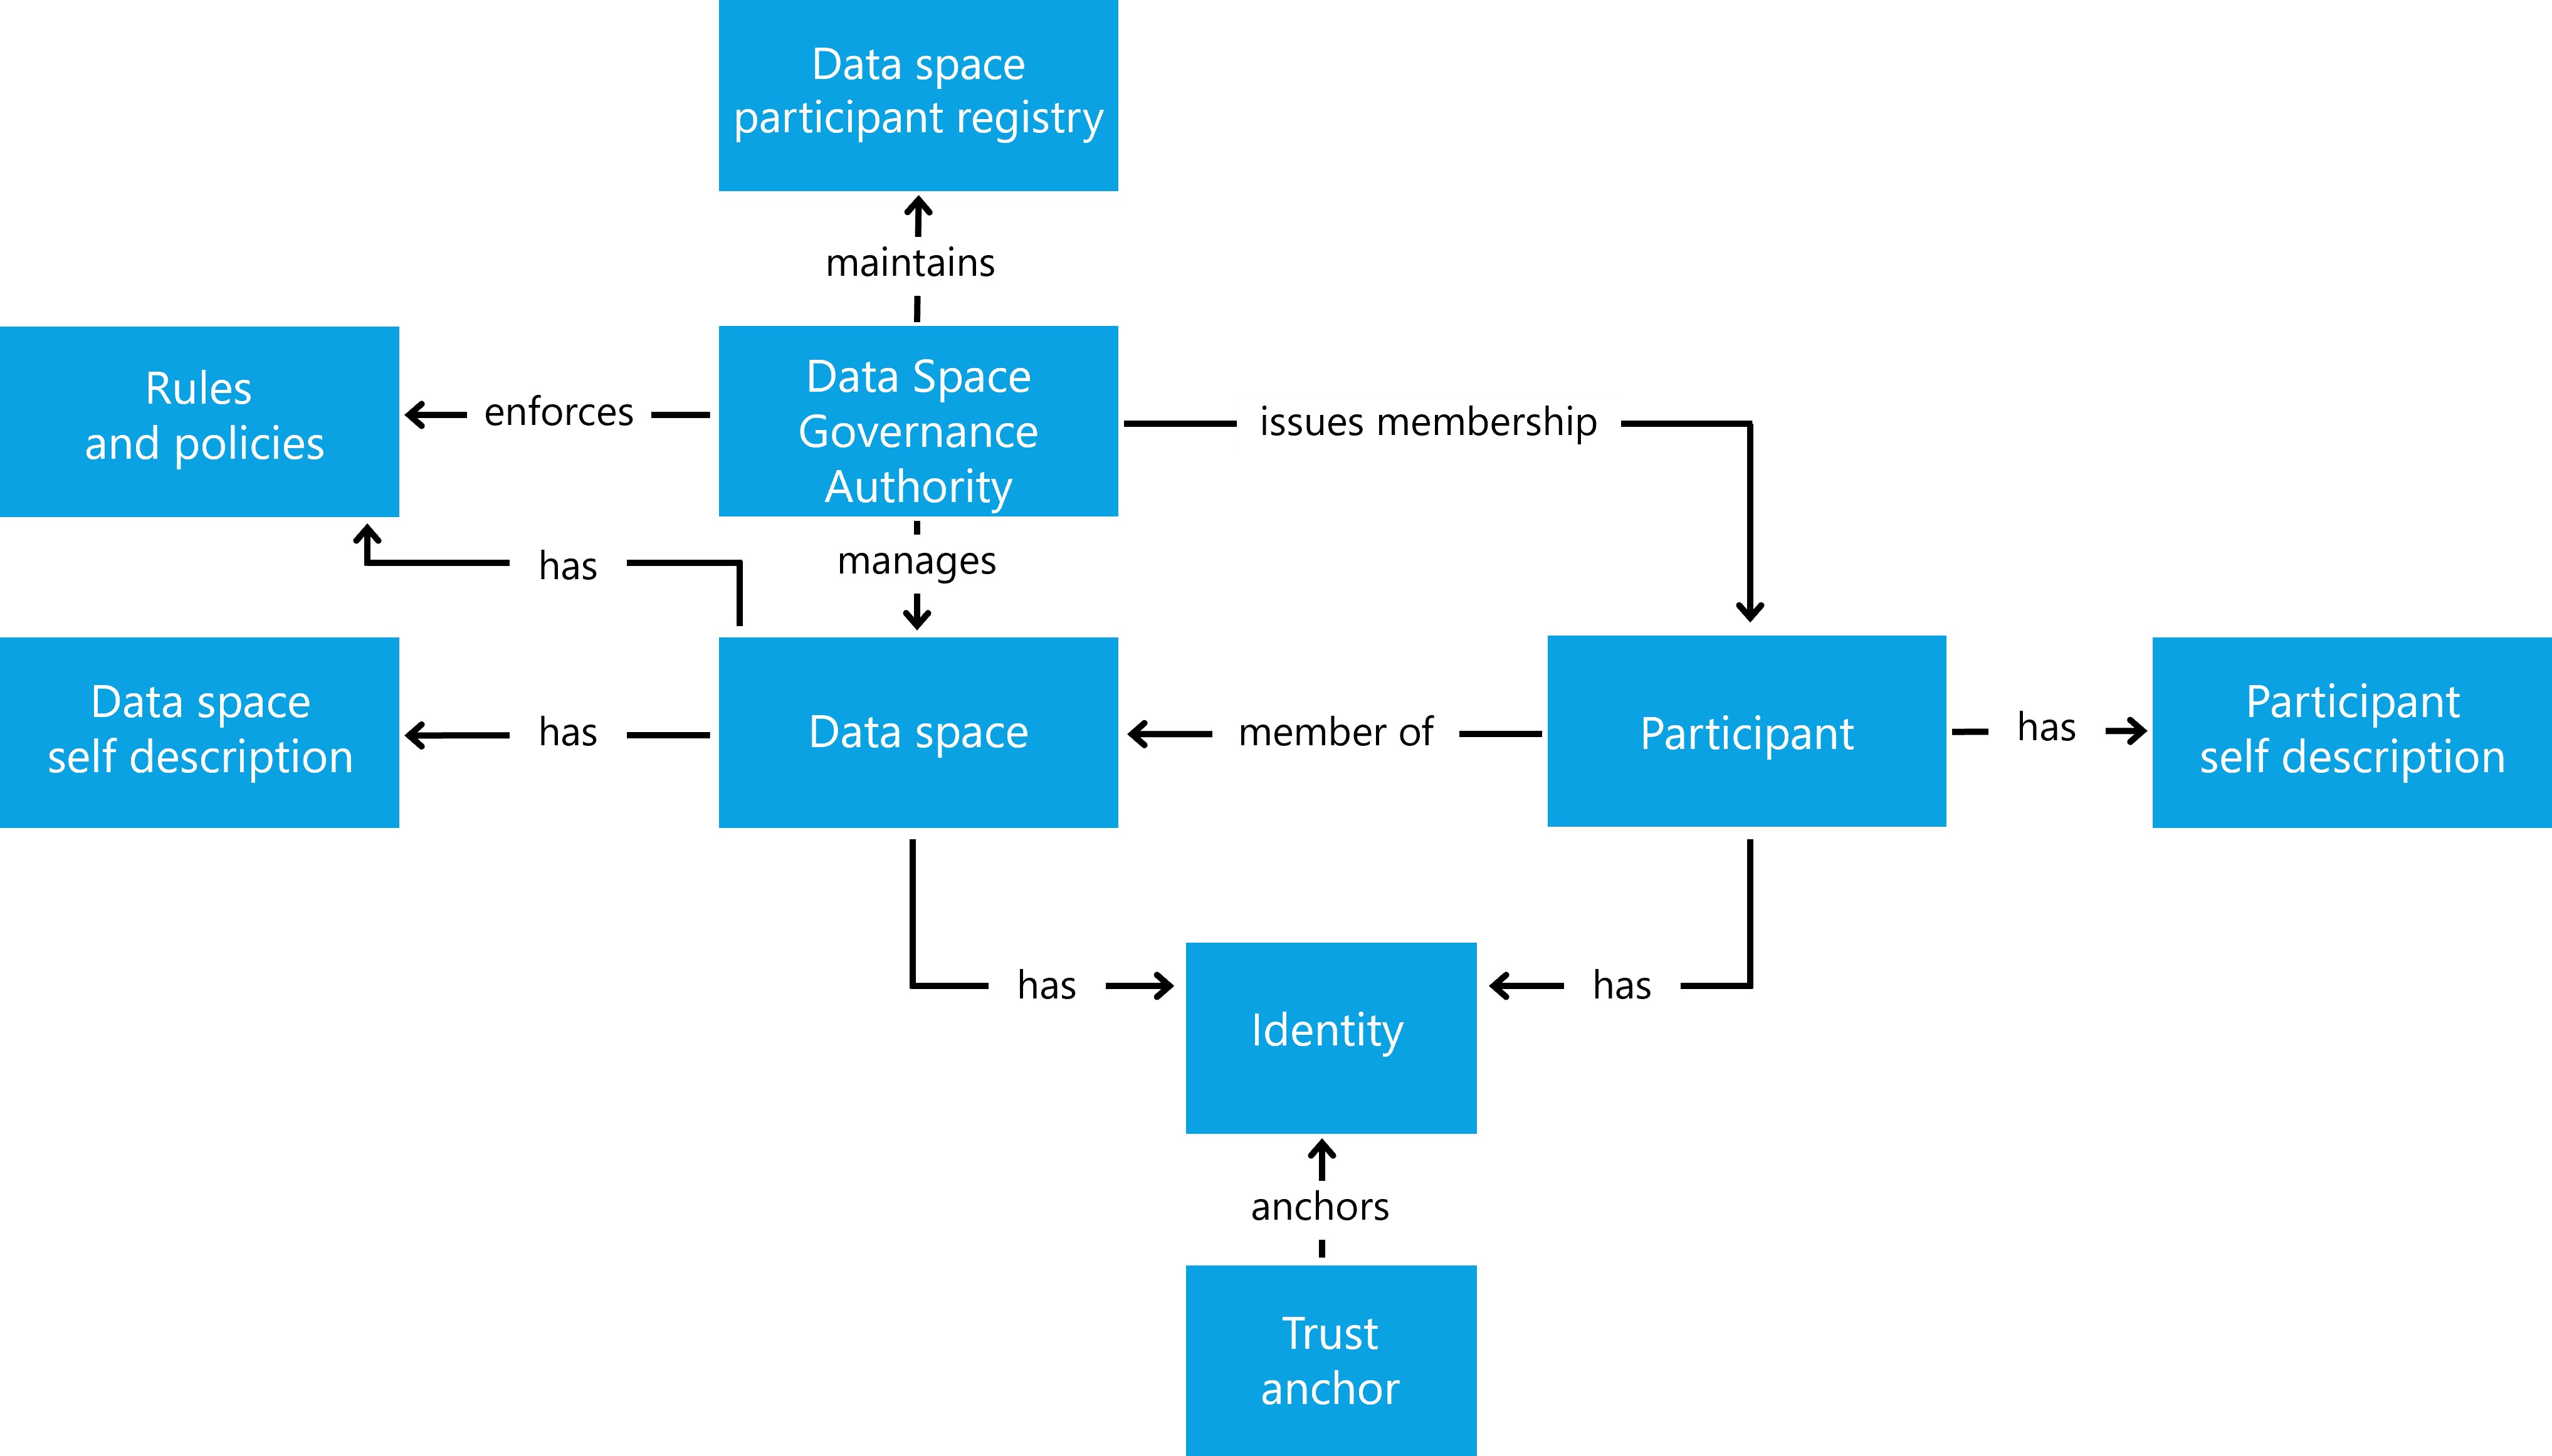 Data space
participant registry
maintains
Rules
and policies
enforces
Data Space
Governance
Authority
issues membership
has
manages
Data space
self description
has
Data space
member of
Participant
has
Participant
self description
has
Identity
has
anchors
Trust
anchor